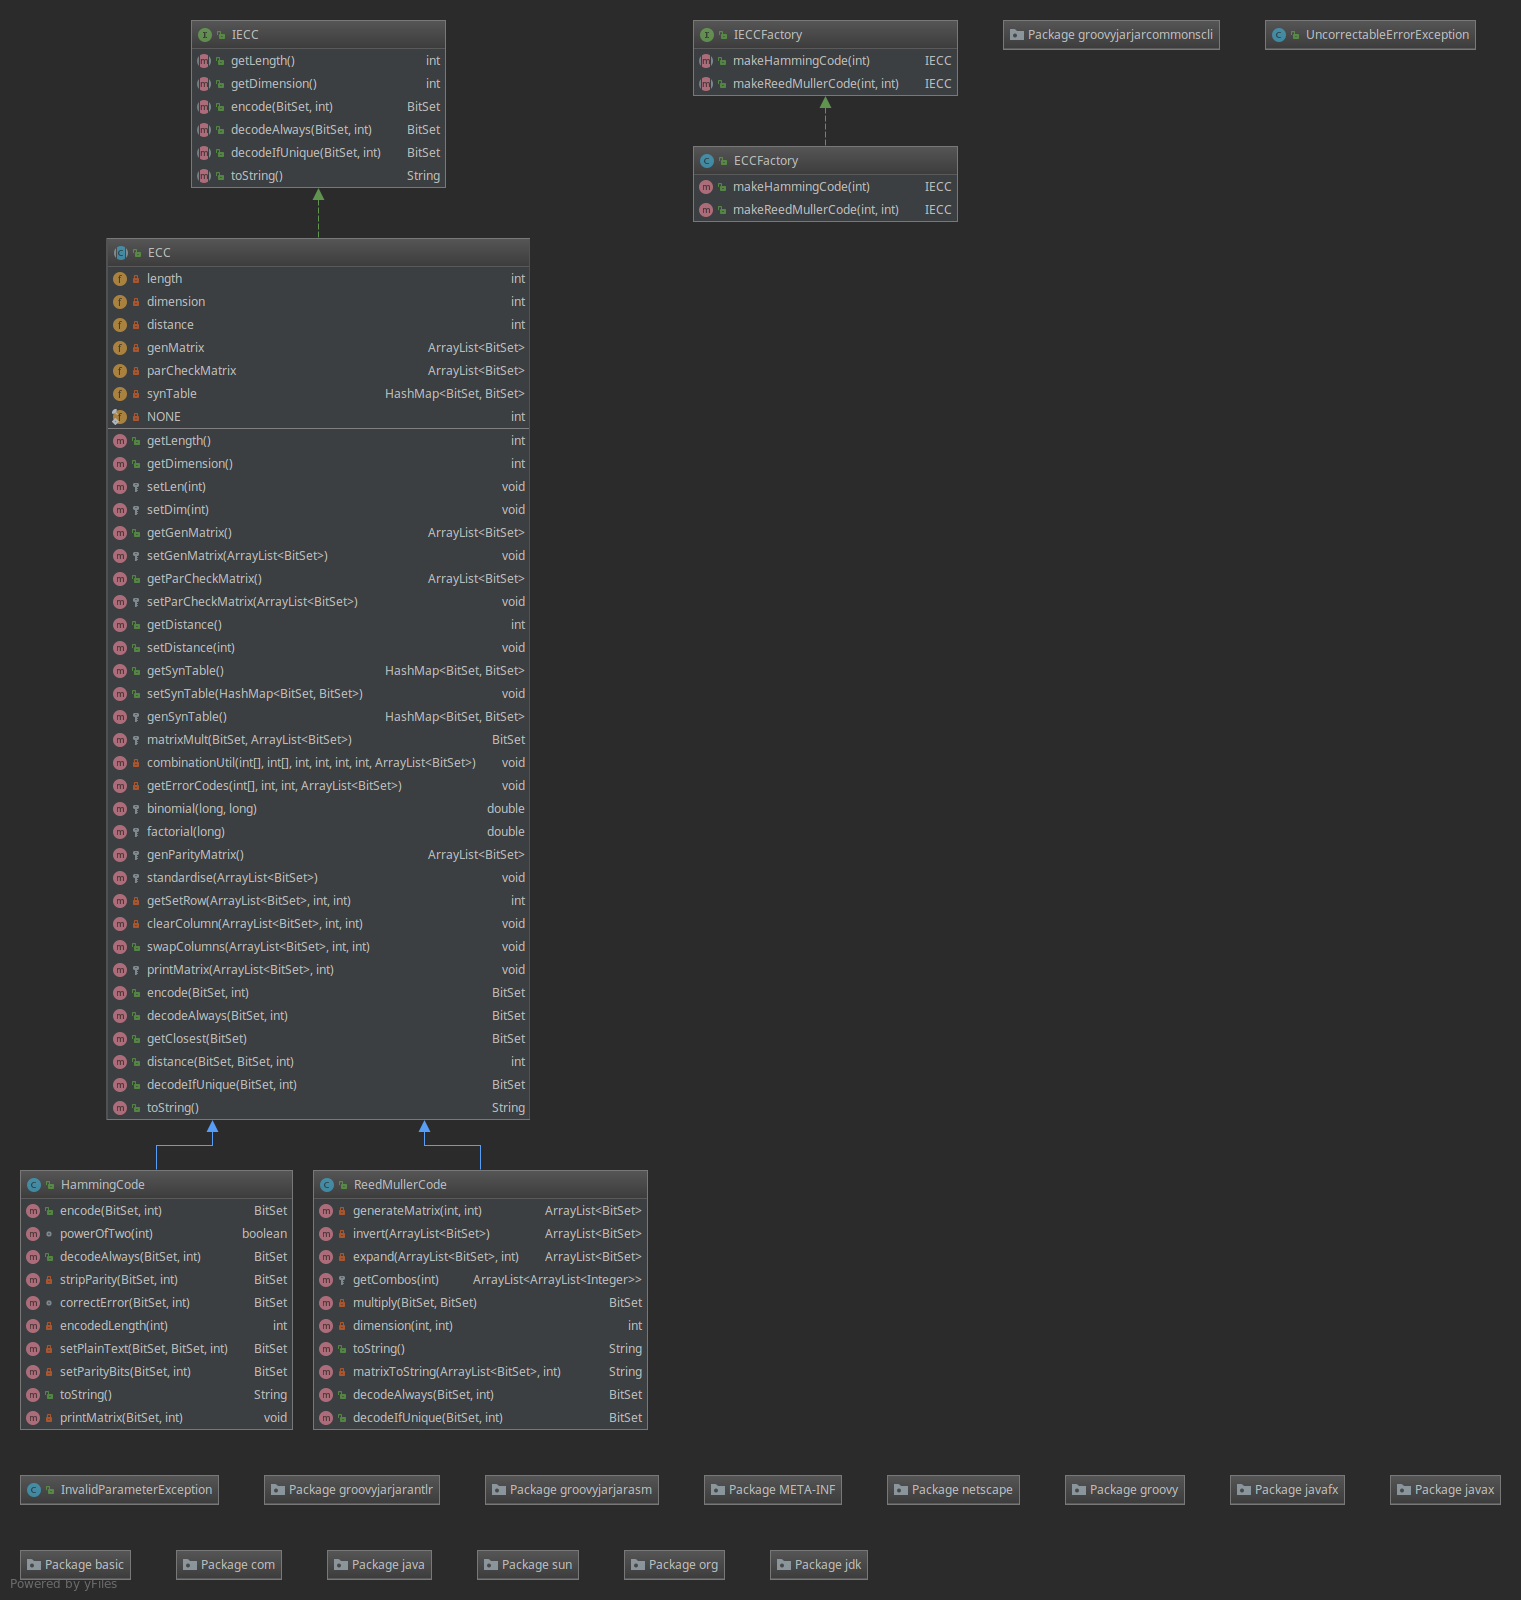 IECC
getLength() int
getDimension() int
encode(BitSet, int) BitSet
decodeAlways(BitSet, int) BitSet
decodeIfUnique(BitSet, int) BitSet
toString() String
IECCFactory
makeHammingCode(int) IECC
makeReedMullerCode(int, int) IECC
Package groovyjarjarcommonscli
UncorrectableErrorException
ECCFactory
makeHammingCode(int) IECC
makeReedMullerCode(int, int) IECC
ECC
length int
dimension int
distance int
genMatrix ArrayList<BitSet>
parCheckMatrix ArrayList<BitSet>
synTable HashMap<BitSet, BitSet>
NONE int
getLength() int
getDimension() int
setLen(int) void
setDim(int) void
getGenMatrix() ArrayList<BitSet>
setGenMatrix(ArrayList<BitSet>) void
getParCheckMatrix() ArrayList<BitSet>
setParCheckMatrix(ArrayList<BitSet>) void
getDistance() int
setDistance(int) void
getSynTable() HashMap<BitSet, BitSet>
setSynTable(HashMap<BitSet, BitSet>) void
genSynTable() HashMap<BitSet, BitSet>
matrixMult(BitSet, ArrayList<BitSet>) BitSet
combinationUtil(int[], int[], int, int, int, int, ArrayList<BitSet>) void
getErrorCodes(int[], int, int, ArrayList<BitSet>) void
binomial(long, long) double
factorial(long) double
genParityMatrix() ArrayList<BitSet>
standardise(ArrayList<BitSet>) void
getSetRow(ArrayList<BitSet>, int, int) int
clearColumn(ArrayList<BitSet>, int, int) void
swapColumns(ArrayList<BitSet>, int, int) void
printMatrix(ArrayList<BitSet>, int) void
encode(BitSet, int) BitSet
decodeAlways(BitSet, int) BitSet
getClosest(BitSet) BitSet
distance(BitSet, BitSet, int) int
decodeIfUnique(BitSet, int) BitSet
toString() String
HammingCode
encode(BitSet, int) BitSet
powerOfTwo(int) boolean
decodeAlways(BitSet, int) BitSet
stripParity(BitSet, int) BitSet
correctError(BitSet, int) BitSet
encodedLength(int) int
setPlainText(BitSet, BitSet, int) BitSet
setParityBits(BitSet, int) BitSet
toString() String
printMatrix(BitSet, int) void
ReedMullerCode
generateMatrix(int, int) ArrayList<BitSet>
invert(ArrayList<BitSet>) ArrayList<BitSet>
expand(ArrayList<BitSet>, int) ArrayList<BitSet>
getCombos(int) ArrayList<ArrayList<Integer>>
multiply(BitSet, BitSet) BitSet
dimension(int, int) int
toString() String
matrixToString(ArrayList<BitSet>, int) String
decodeAlways(BitSet, int) BitSet
decodeIfUnique(BitSet, int) BitSet
InvalidParameterException
Package groovyjarjarantlr
Package groovyjarjarasm
Package META-INF
Package netscape
Package groovy
Package javafx
Package javax
Package basic
Package com
Package java
Package sun
Package org
Package jdk
Powered by yFiles